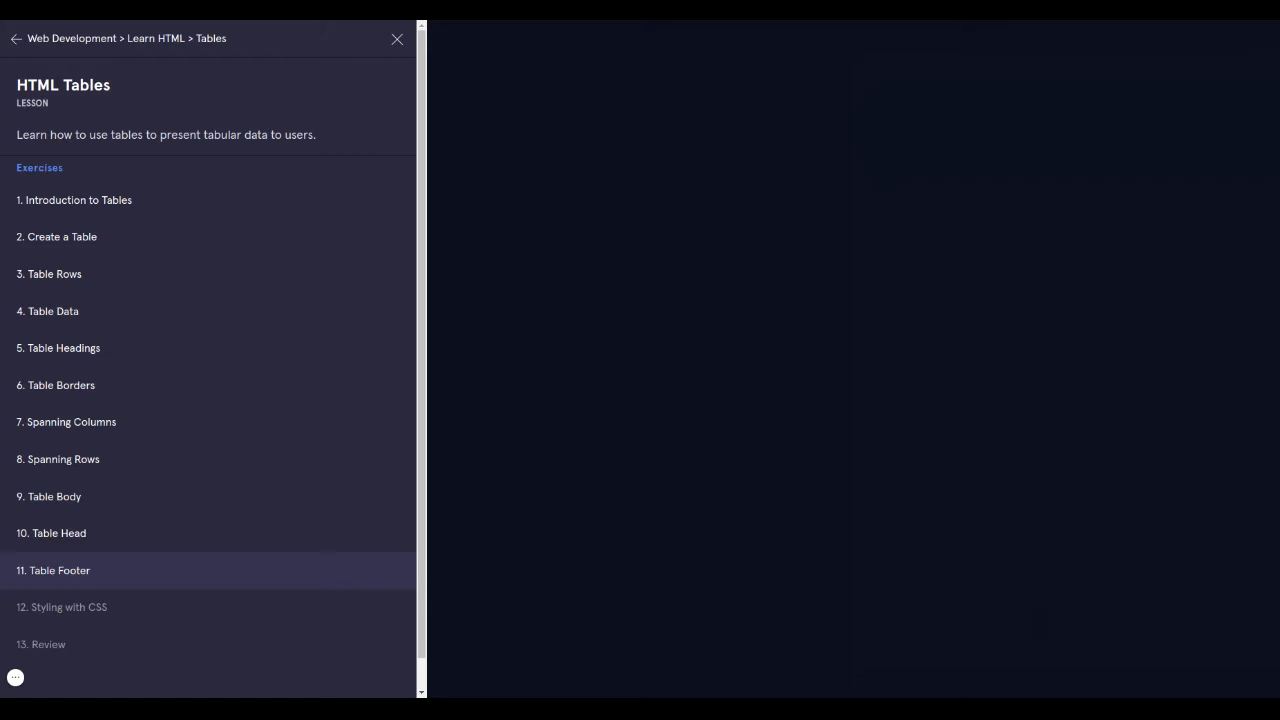 Web Development > Learn HTML > Tables
HTML Tables
LESSON
Learn how to use tables to present tabular data to users.
Exercises
1. Introduction to Tables
2. Create a Table
3. Table Rows
4. Table Data
5. Table Headings
6. Table Borders
7. Spanning Columns
8. Spanning Rows
9. Table Body
10. Table Head
11. Table Footer
12. Styling with CSS
13. Review